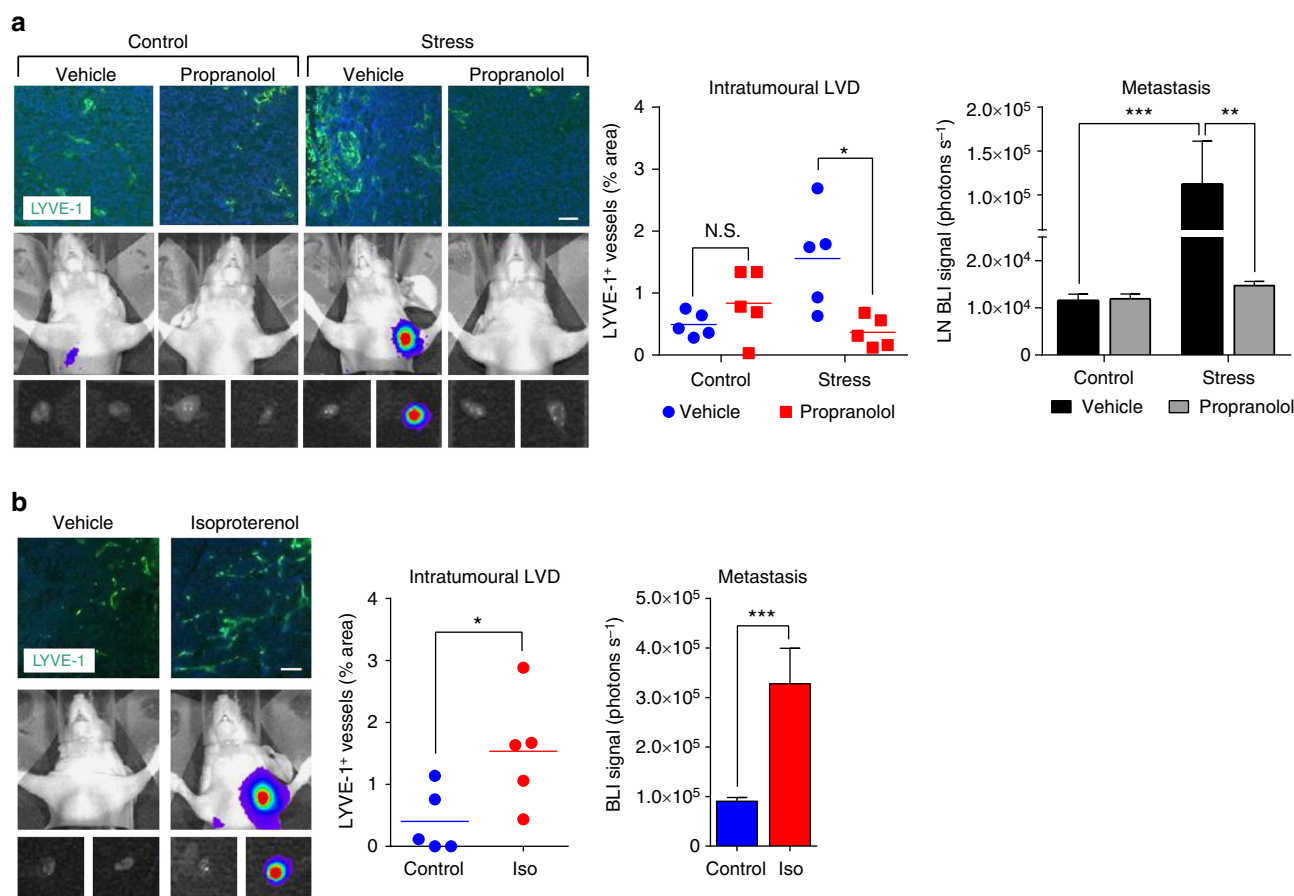 a
Control Stress
Vehicle Propranolol Vehicle Propranolol
LYVE-1
Intratumoural LVD
LYVE-1⁺ vessels (% area)
4
3
2
1
0
N.S.
*
Control Stress
Vehicle Propranolol
Metastasis
LN BLI signal (photons s⁻¹)
2.0×10⁵
1.5×10⁵
1.0×10⁵
2.0×10⁴
1.0×10⁴
0
*** **
Control Stress
Vehicle Propranolol
b
Vehicle Isoproterenol
LYVE-1
Intratumoural LVD
LYVE-1⁺ vessels (% area)
4
3
2
1
0
*
Control Iso
Metastasis
BLI signal (photons s⁻¹)
5.0×10⁵
4.0×10⁵
3.0×10⁵
2.0×10⁵
1.0×10⁵
0
***
Control Iso